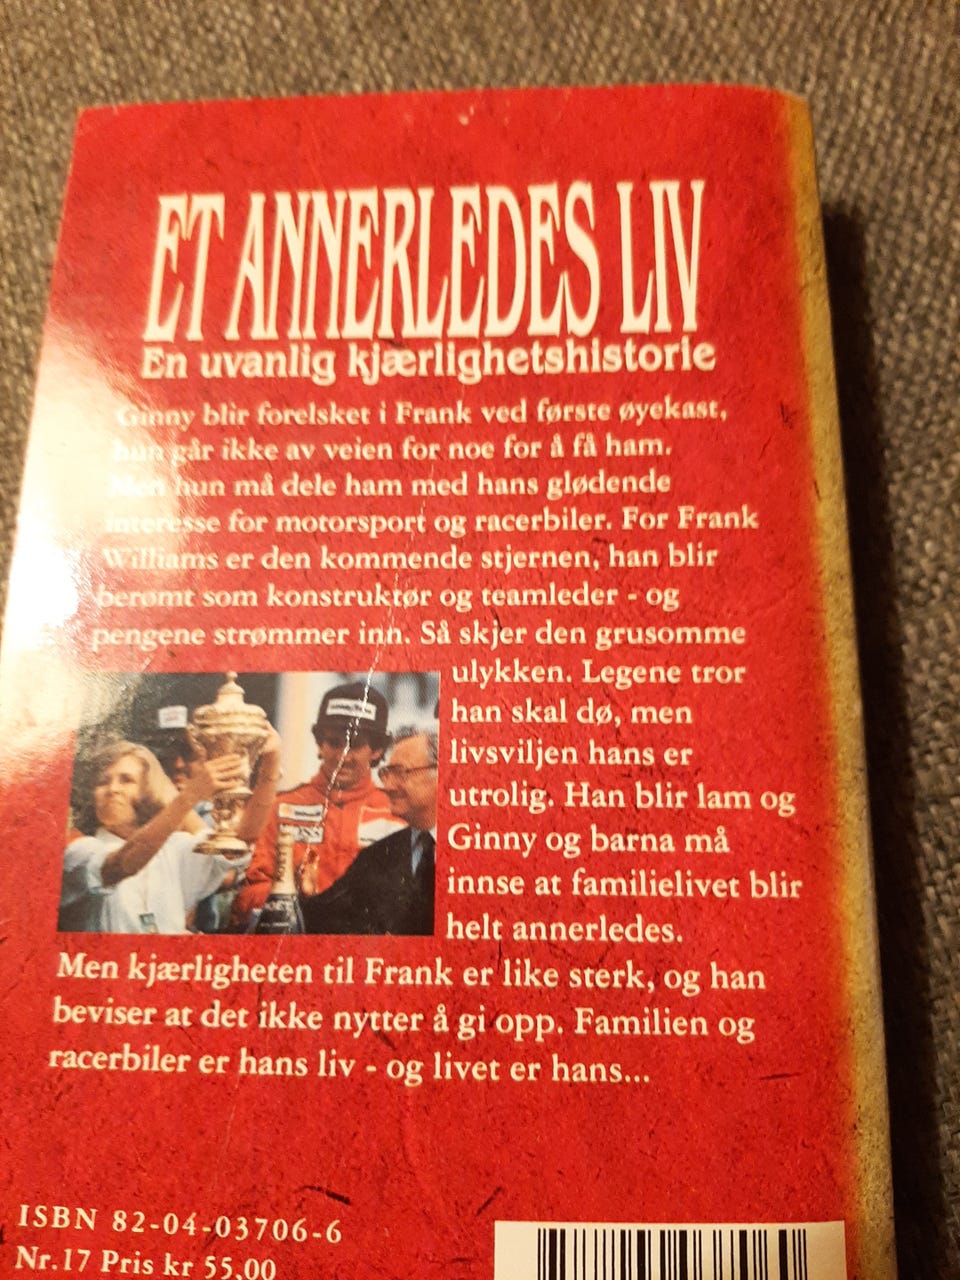 ET ANNERLEDES LIV
En uvanlig kjærlighetshistorie
Ginny blir forelsket i Frank ved første øyekast,
hun går ikke av veien for noe for å få ham.
Men hun må dele ham med hans glødende
interesse for motorsport og racerbiler. For Frank
Williams er den kommende stjernen, han blir
berømt som konstruktør og teamleder - og
pengene strømmer inn. Så skjer den grusomme
ulykken. Legene tror
han skal dø, men
livsviljen hans er
utrolig. Han blir lam og
Ginny og barna må
innse at familielivet blir
helt annerledes.
Men kjærligheten til Frank er like sterk, og han
beviser at det ikke nytter å gi opp. Familien og
racerbiler er hans liv - og livet er hans...
ISBN 82-04-03706-6
Nr.17 Pris kr 55,00